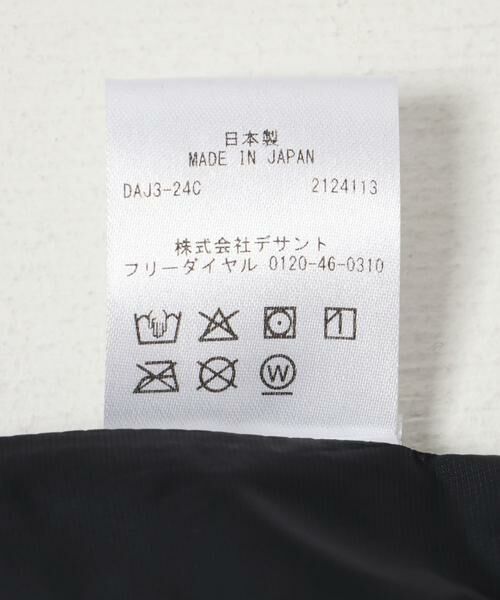 日本製
MADE IN JAPAN
DAJ3-24C 2124113
株式会社デサント
フリーダイヤル 0120-46-0310
W